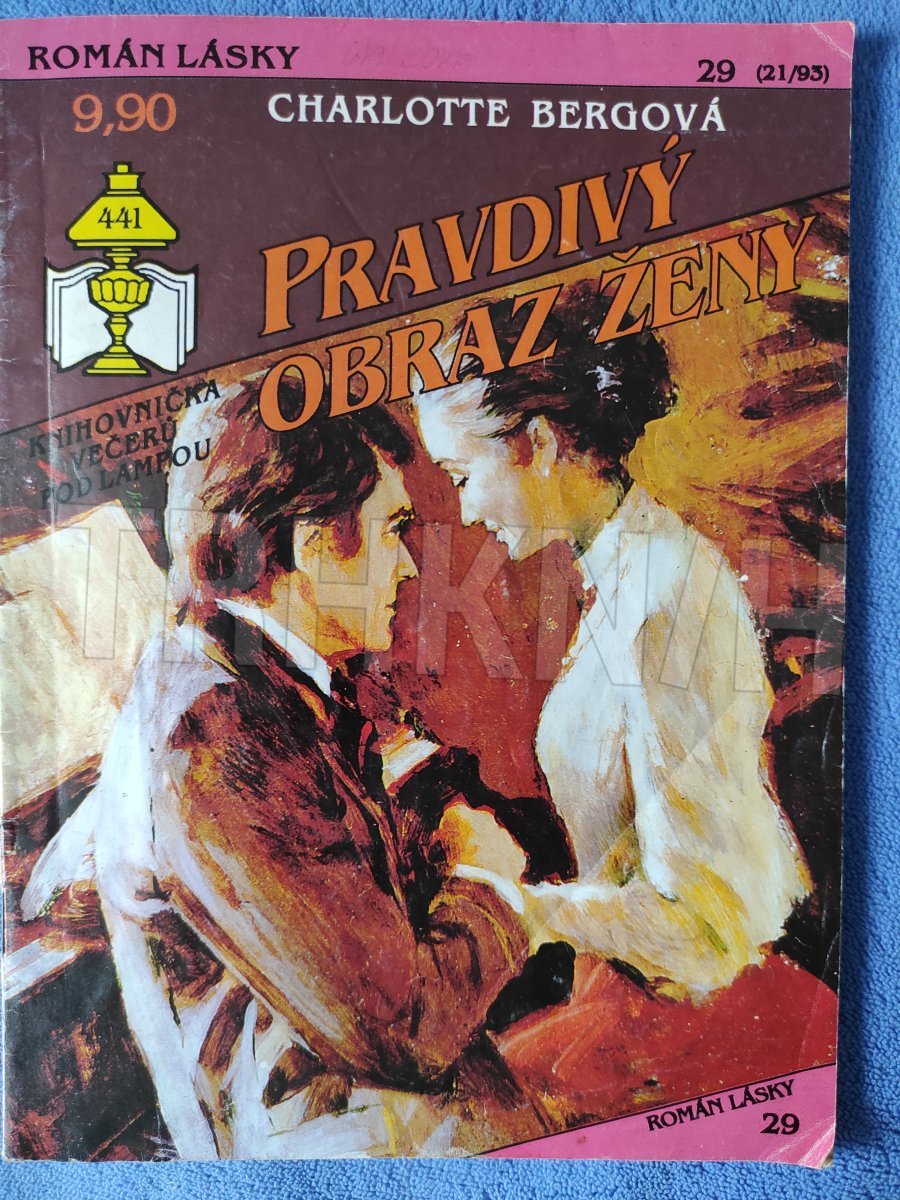 ROMÁN LÁSKY
29 (21/93)
9,90
CHARLOTTE BERGOVÁ
441
PRAVDIVÝ
OBRAZ ŽENY
KNIHOVNIČKA
VEČERŮ
POD LAMPOU
TRHKNIH
ROMÁN LÁSKY
29